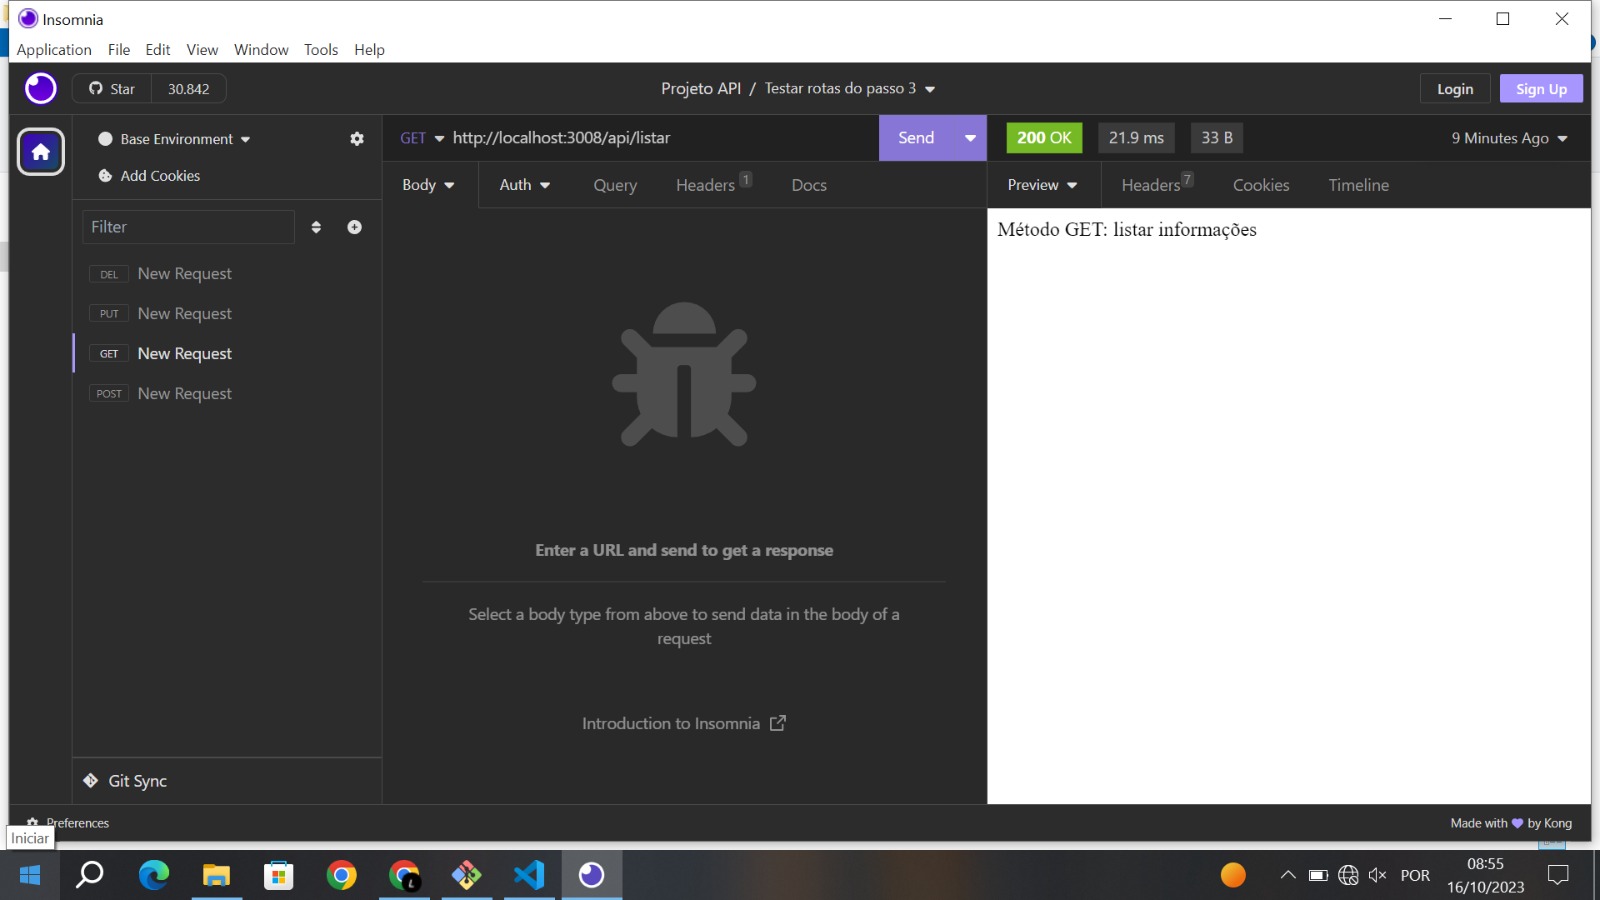 Insomnia
Application File Edit View Window Tools Help
Star 30.842
Projeto API / Testar rotas do passo 3
Login Sign Up
Base Environment
Add Cookies
Filter
DEL New Request
PUT New Request
GET New Request
POST New Request
Git Sync
GET http://localhost:3008/api/listar
Send
Body Auth Query Headers 1 Docs
Enter a URL and send to get a response
Select a body type from above to send data in the body of a
request
Introduction to Insomnia
200 OK 21.9 ms 33 B 9 Minutes Ago
Preview Headers 7 Cookies Timeline
Método GET: listar informações
Preferences
Made with by Kong
Iniciar
L
POR
08:55
16/10/2023